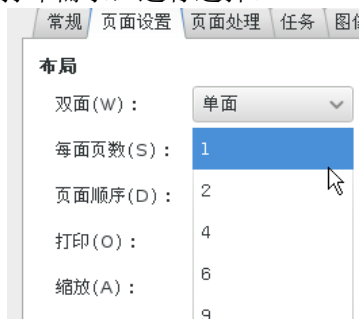 常规 页面设置 页面处理 任务
布局
双面(W)： 单面
每面页数(S)： 1
页面顺序(D)： 2
打印(O)： 4
缩放(A)： 6
9